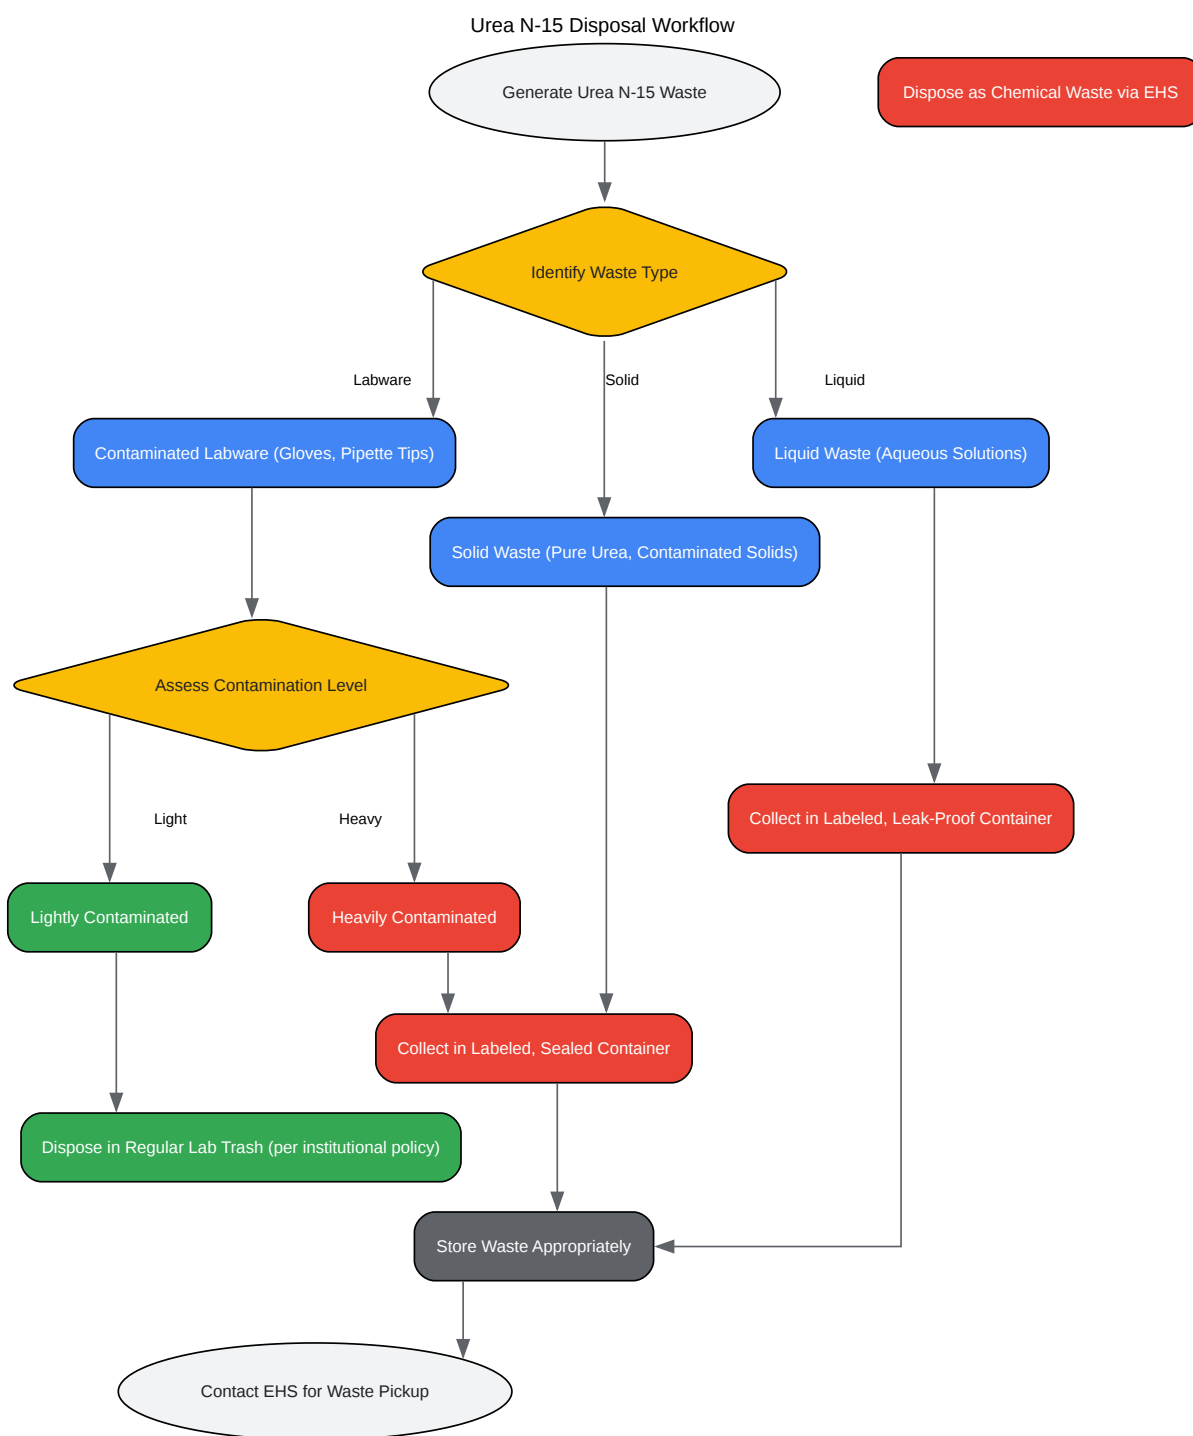 Urea N-15 Disposal Workflow
Generate Urea N-15 Waste
Dispose as Chemical Waste via EHS
Identify Waste Type
Labware
Solid
Liquid
Contaminated Labware (Gloves, Pipette Tips)
Liquid Waste (Aqueous Solutions)
Solid Waste (Pure Urea, Contaminated Solids)
Assess Contamination Level
Light
Heavy
Collect in Labeled, Leak-Proof Container
Lightly Contaminated
Heavily Contaminated
Collect in Labeled, Sealed Container
Dispose in Regular Lab Trash (per institutional policy)
Store Waste Appropriately
Contact EHS for Waste Pickup